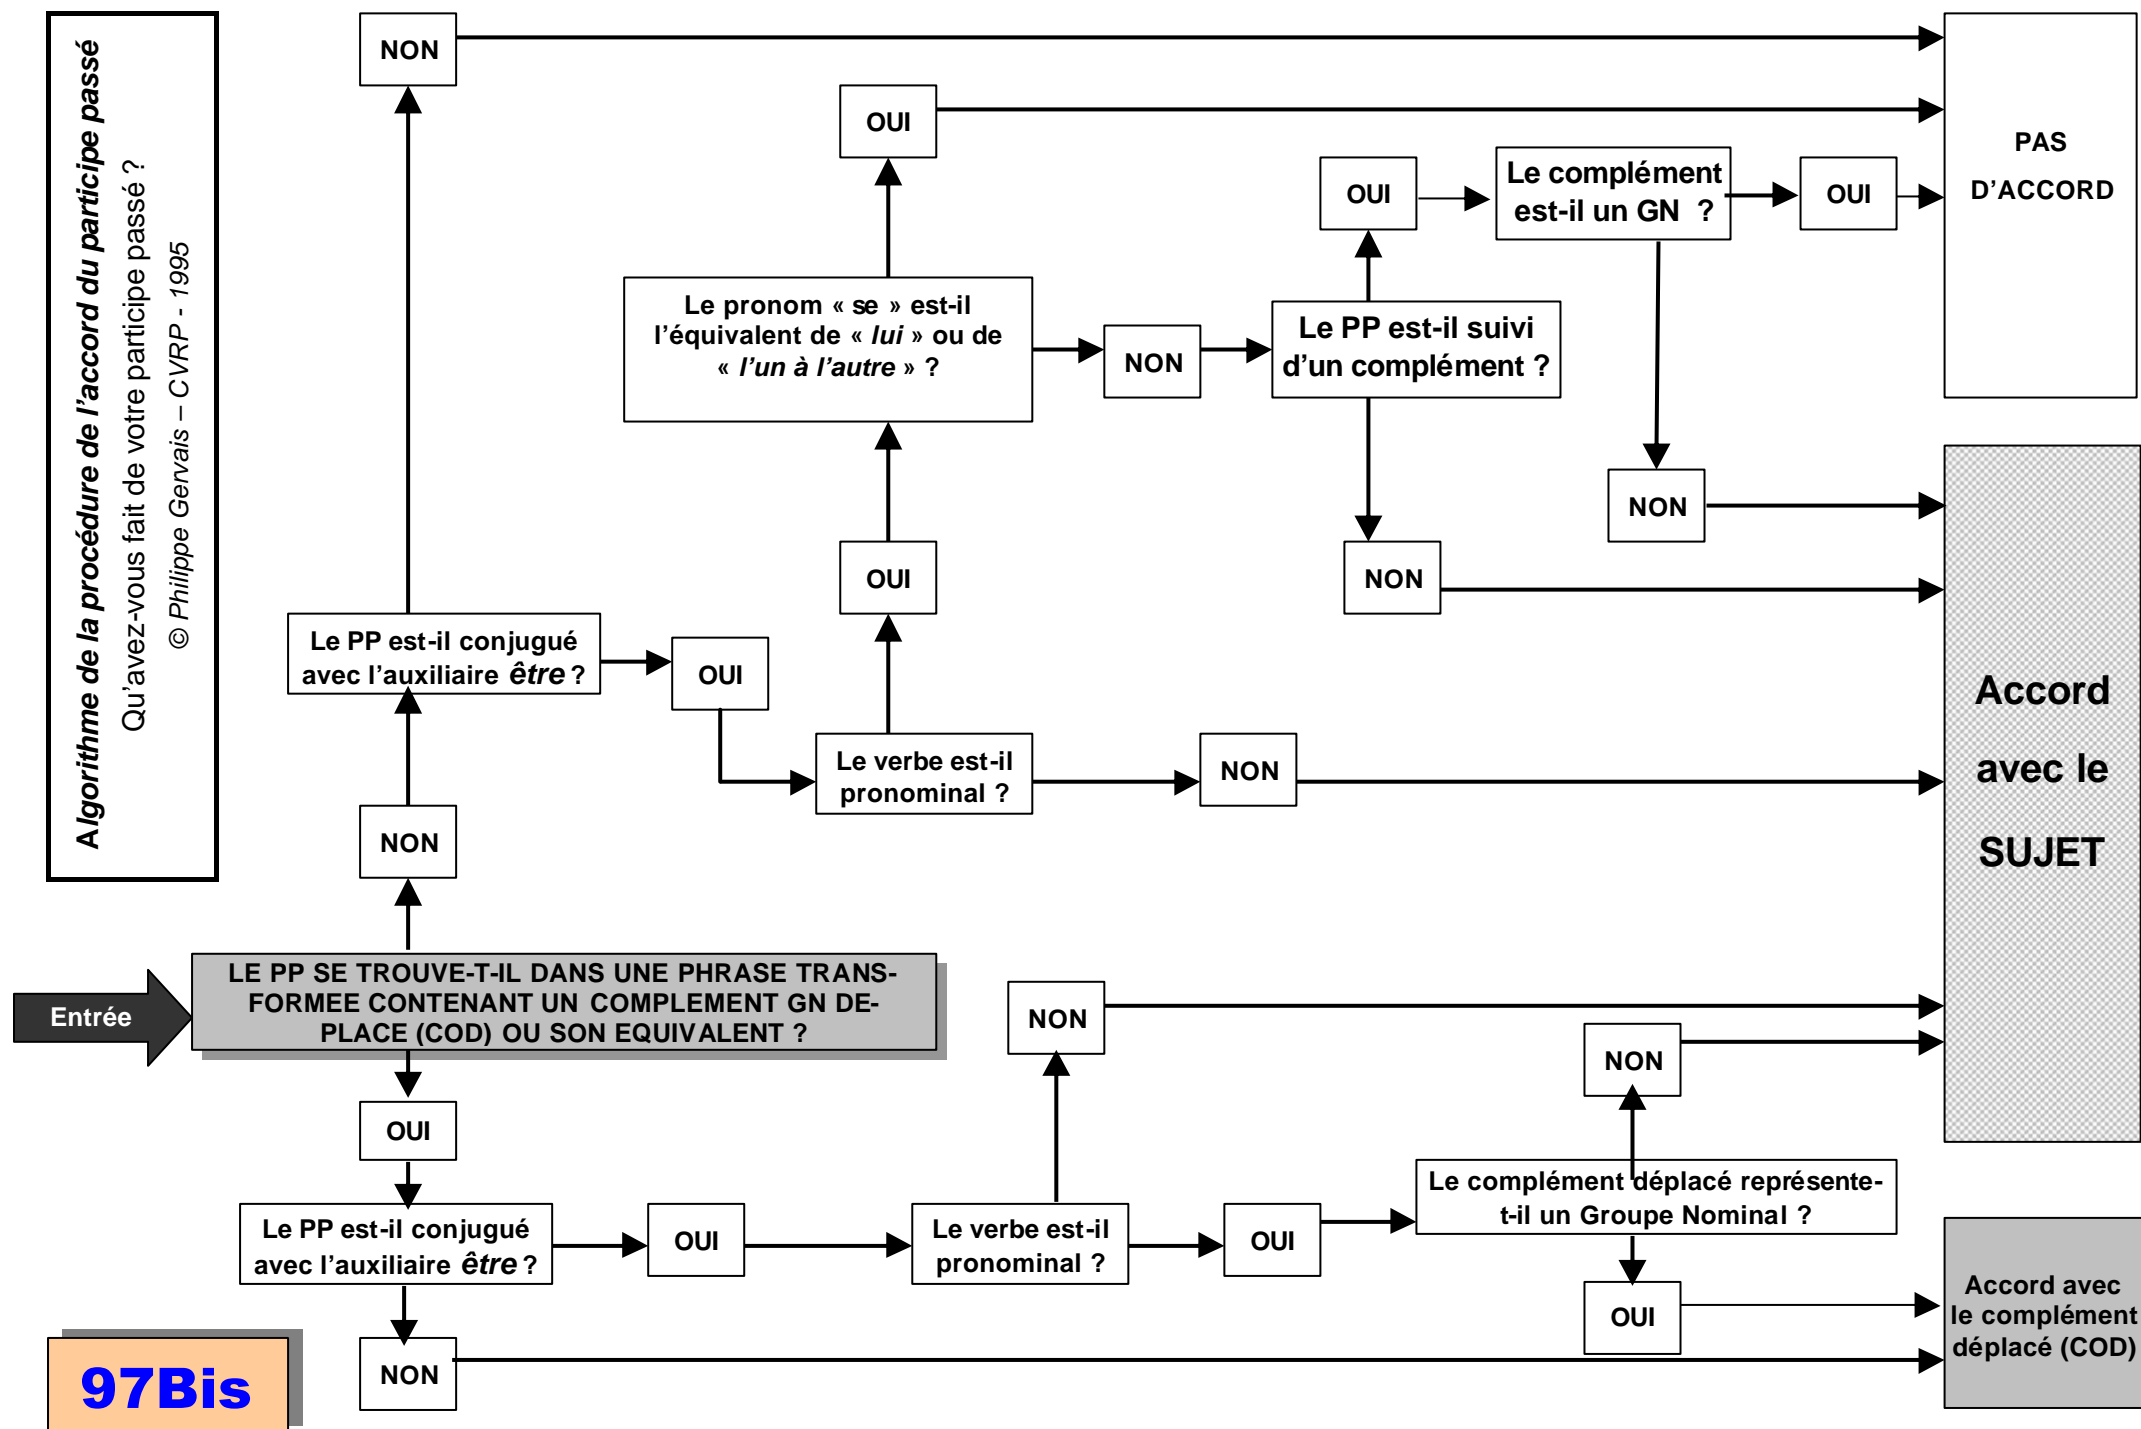 Algorithme de la procédure de l'accord du participe passé
Qu'avez-vous fait de votre participe passé ?
© Philippe Gervais – CVRP - 1995
NON
OUI
PAS
D'ACCORD
OUI
Le complément
est-il un GN ?
OUI
Le pronom « se » est-il
l'équivalent de « lui » ou de
« l'un à l'autre » ?
NON
Le PP est-il suivi
d'un complément ?
NON
OUI
NON
Le PP est-il conjugué
avec l'auxiliaire être ?
OUI
Le verbe est-il
pronominal ?
NON
Accord
avec le
SUJET
NON
Entrée
LE PP SE TROUVE-T-IL DANS UNE PHRASE TRANS-
FORMEE CONTENANT UN COMPLEMENT GN DE-
PLACE (COD) OU SON EQUIVALENT ?
NON
NON
OUI
Le PP est-il conjugué
avec l'auxiliaire être ?
OUI
Le verbe est-il
pronominal ?
OUI
Le complément déplacé représente-
t-il un Groupe Nominal ?
OUI
Accord avec
le complément
déplacé (COD)
NON
97Bis